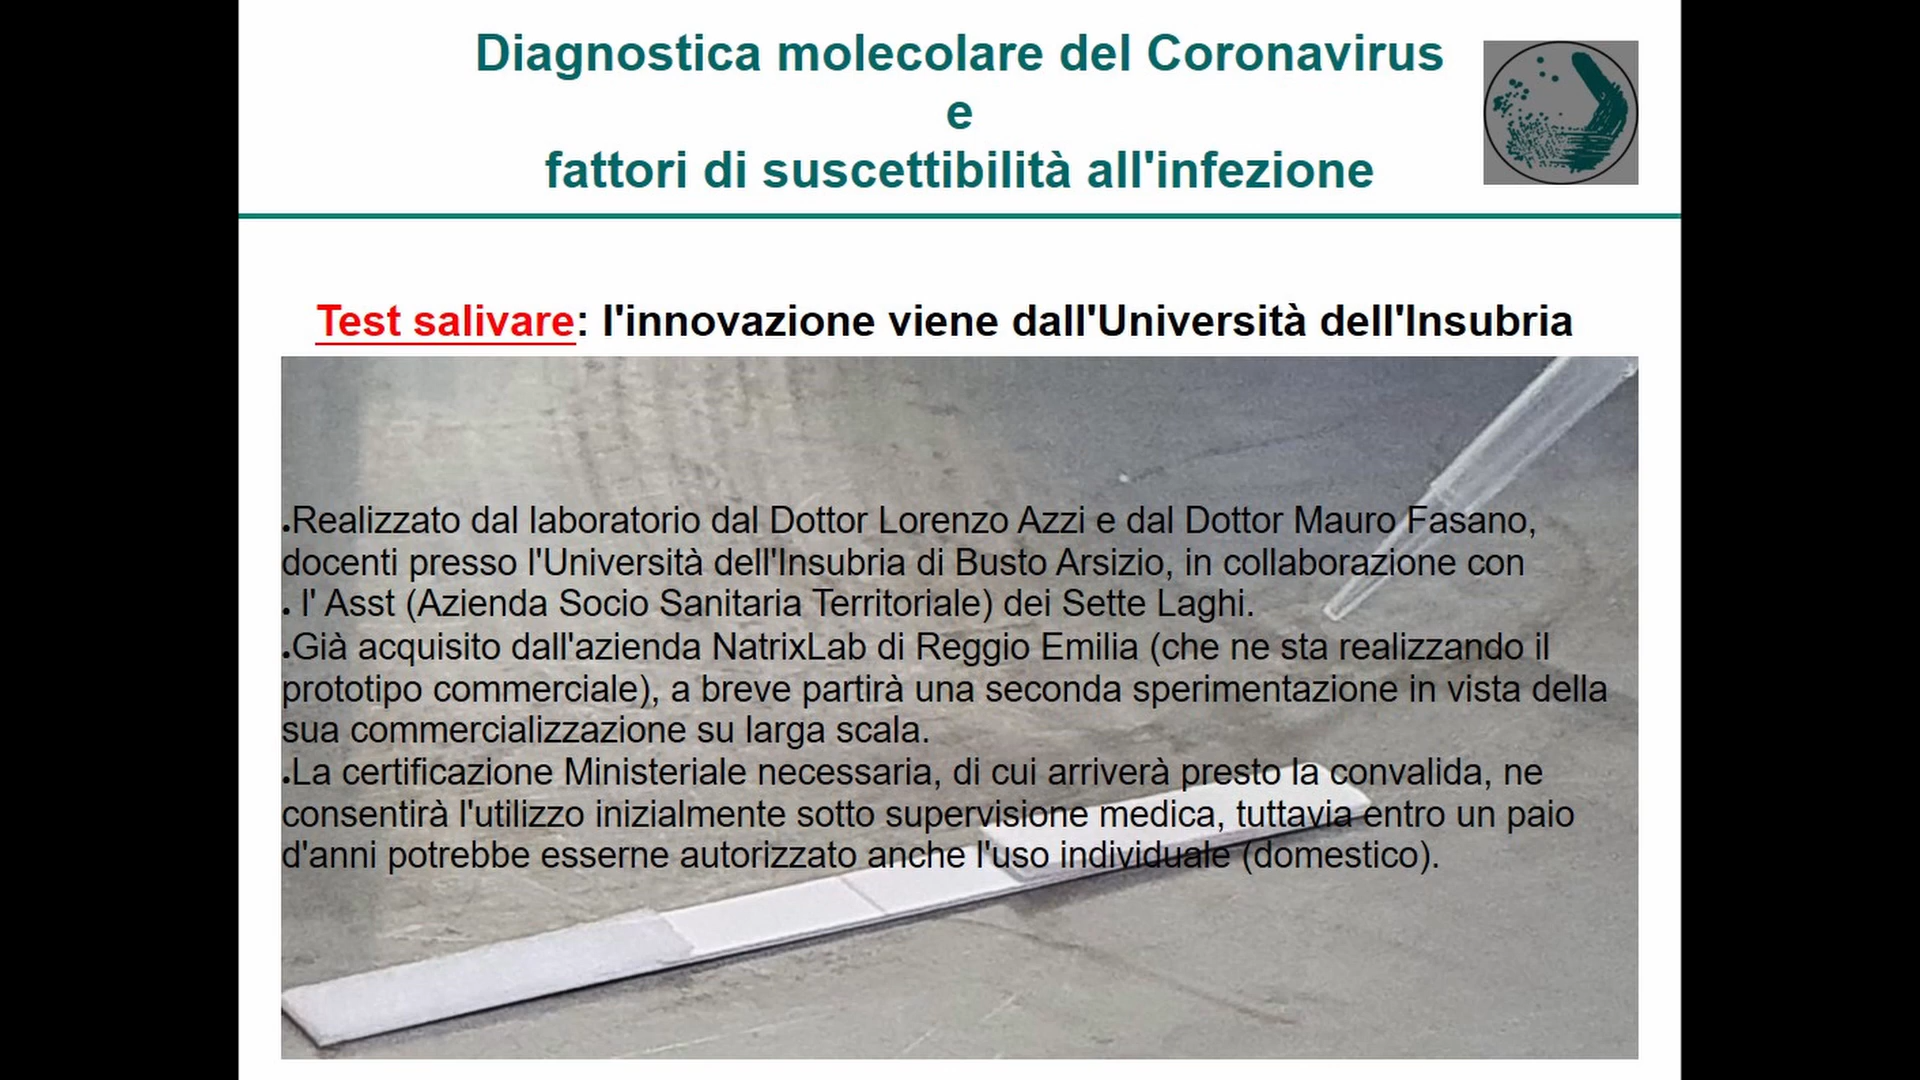 Diagnostica molecolare del Coronavirus
e
fattori di suscettibilità all'infezione
Test salivare: l'innovazione viene dall'Università dell'Insubria
•Realizzato dal laboratorio dal Dottor Lorenzo Azzi e dal Dottor Mauro Fasano,
docenti presso l'Università dell'Insubria di Busto Arsizio, in collaborazione con
• l' Asst (Azienda Socio Sanitaria Territoriale) dei Sette Laghi.
•Già acquisito dall'azienda NatrixLab di Reggio Emilia (che ne sta realizzando il
prototipo commerciale), a breve partirà una seconda sperimentazione in vista della
sua commercializzazione su larga scala.
•La certificazione Ministeriale necessaria, di cui arriverà presto la convalida, ne
consentirà l'utilizzo inizialmente sotto supervisione medica, tuttavia entro un paio
d'anni potrebbe esserne autorizzato anche l'uso individuale (domestico).